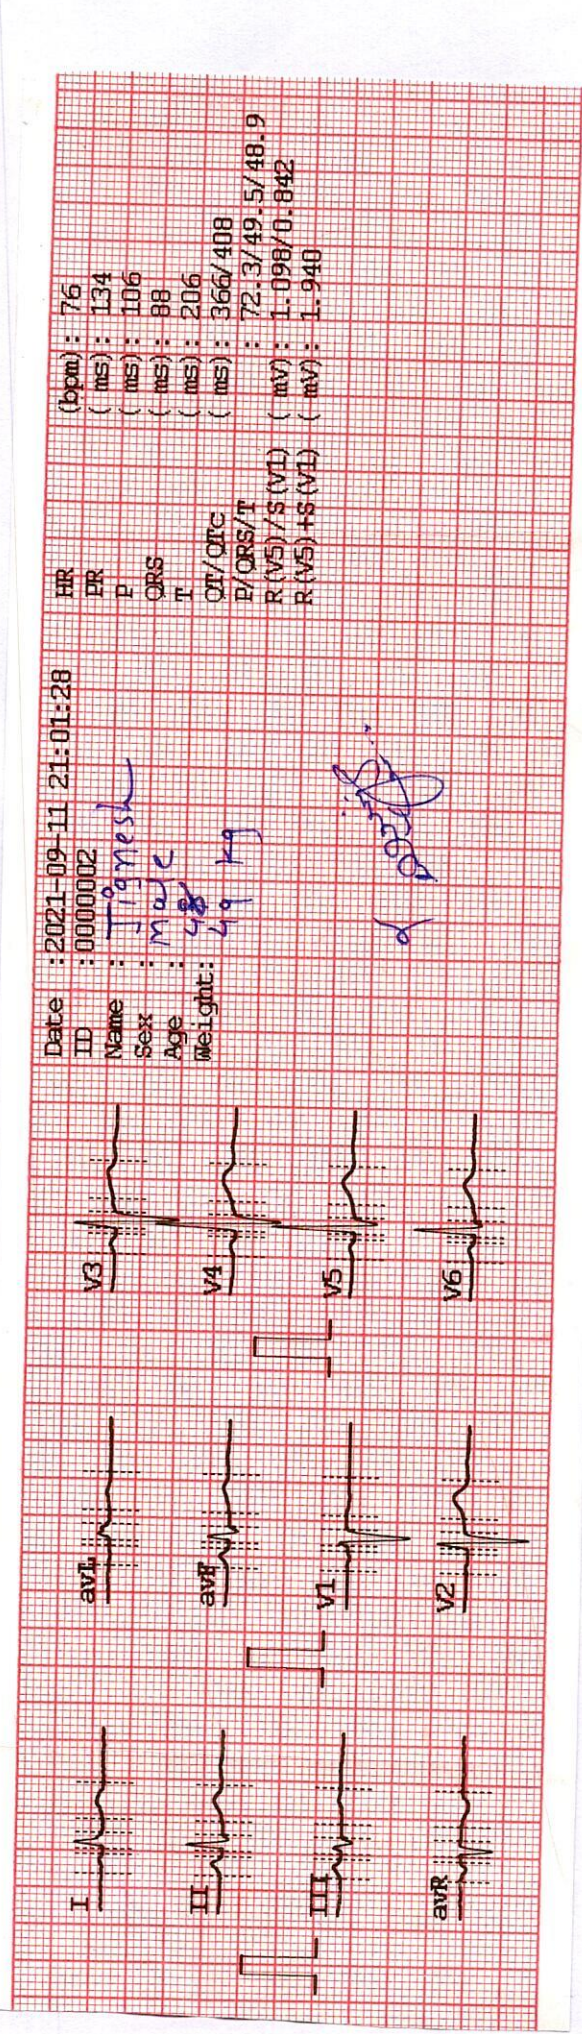 Date : 2021-09-11 21:01:28
ID : 0000002
Name : Jignesh
Sex : male
Age : 48
Weight: 49 kg
HR (bpm) : 76
PR ( ms) : 134
P ( ms) : 106
QRS ( ms) : 88
T ( ms) : 206
QT/QTc ( ms) : 366/408
P/QRS/T : 72.3/49.5/48.9
R(V5)/S(V1) ( mV) : 1.098/0.842
R(V5)+S(V1) ( mV) : 1.940
I
II
III
avR
avL
avF
V1
V2
V3
V4
V5
V6